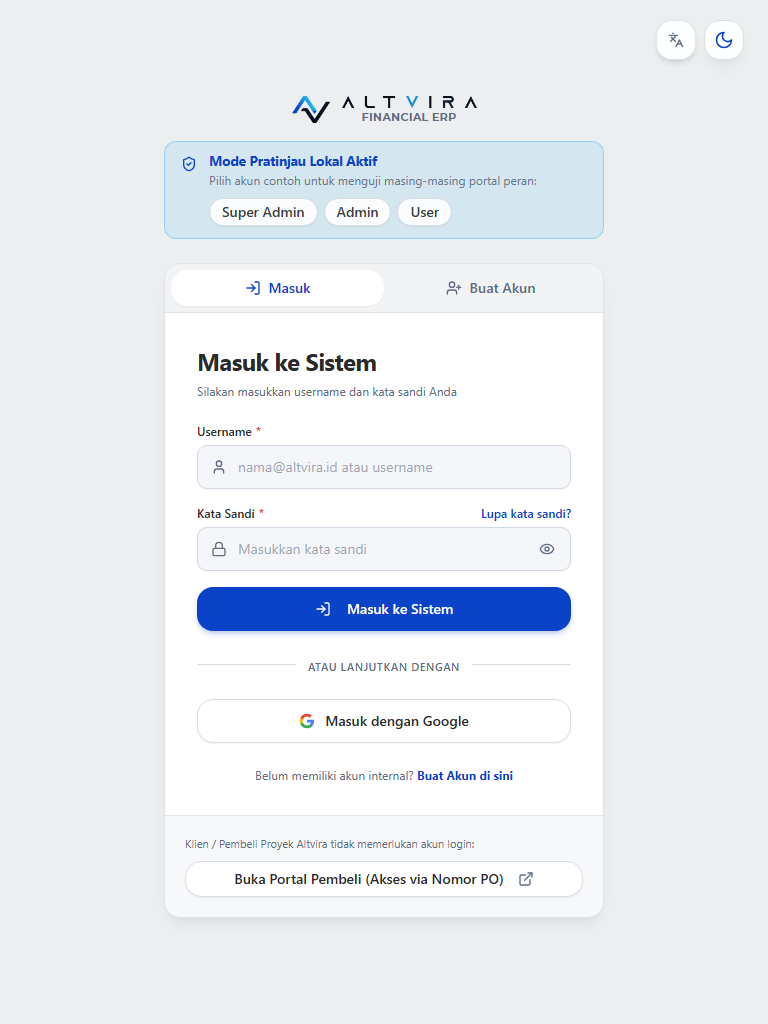 ALTVIRA
FINANCIAL ERP
Mode Pratinjau Lokal Aktif
Pilih akun contoh untuk menguji masing-masing portal peran:
Super Admin
Admin
User
Masuk
Buat Akun
Masuk ke Sistem
Silakan masukkan username dan kata sandi Anda
Username *
nama@altvira.id atau username
Kata Sandi *
Lupa kata sandi?
Masukkan kata sandi
Masuk ke Sistem
ATAU LANJUTKAN DENGAN
Masuk dengan Google
Belum memiliki akun internal? Buat Akun di sini
Klien / Pembeli Proyek Altvira tidak memerlukan akun login:
Buka Portal Pembeli (Akses via Nomor PO)